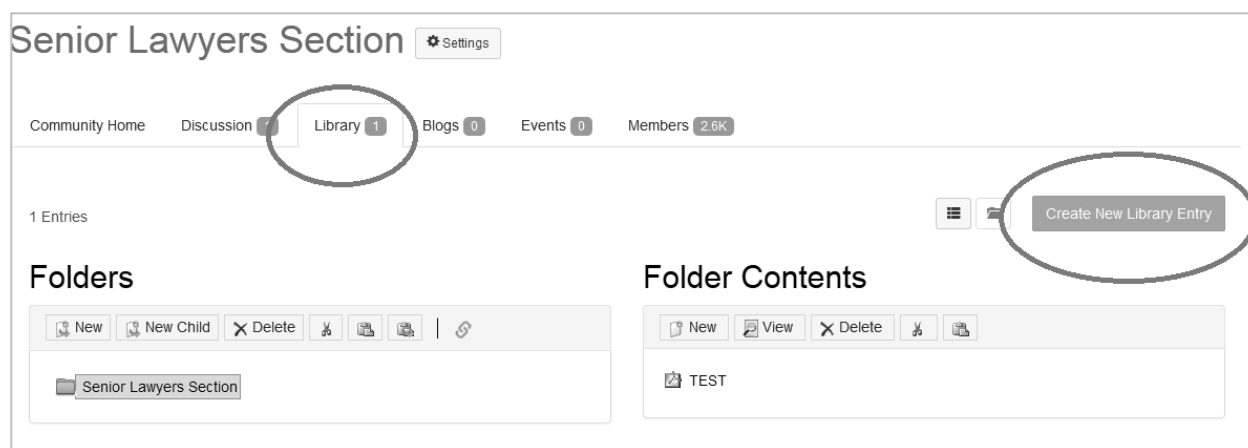 Senior Lawyers Section Settings
Community Home Discussion Library 1 Blogs 0 Events 0 Members 2.6K
1 Entries Create New Library Entry
Folders
New New Child Delete
Senior Lawyers Section
Folder Contents
New View Delete
TEST